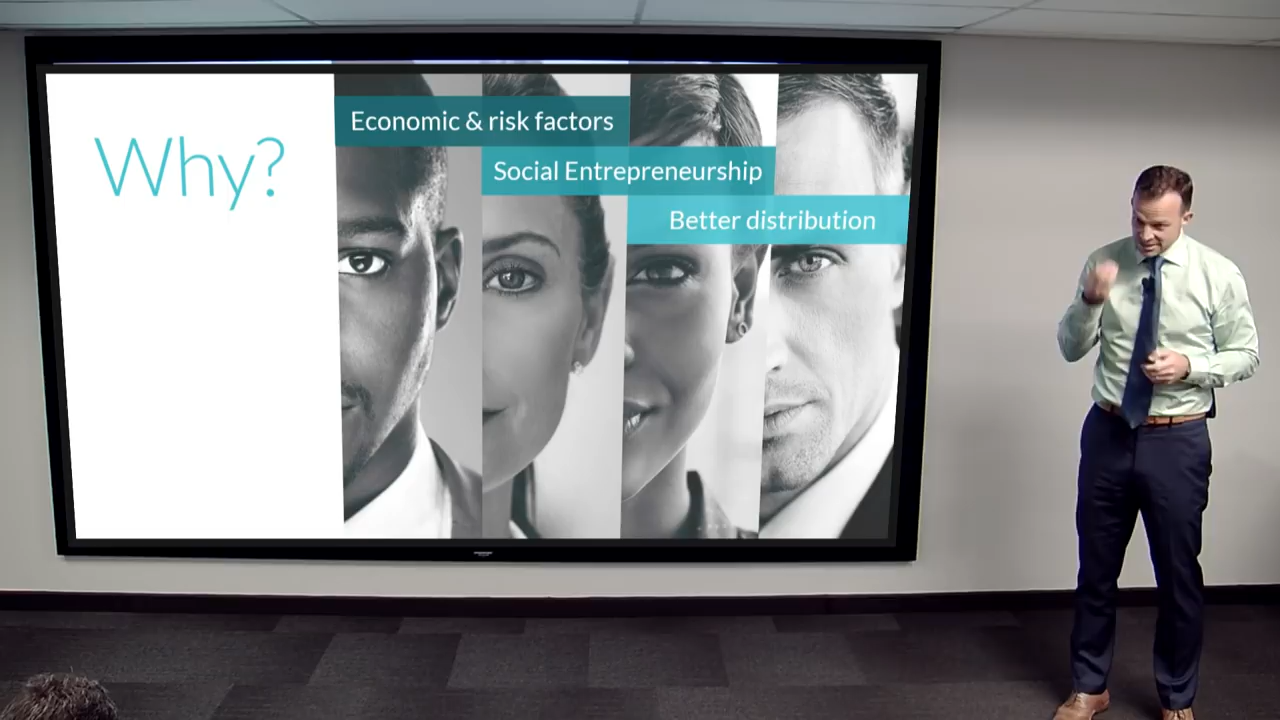 Why?
Economic & risk factors
Social Entrepreneurship
Better distribution